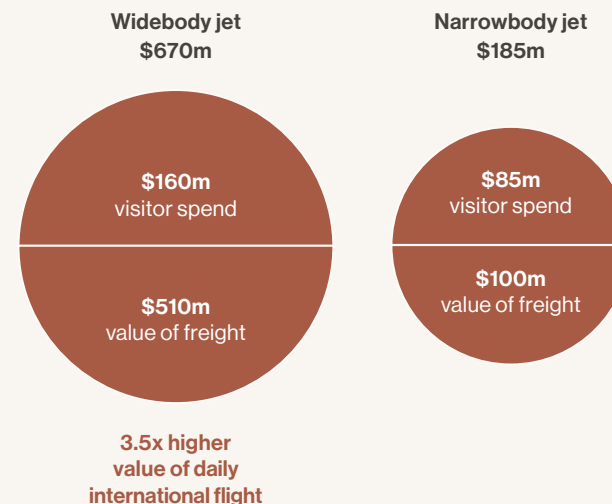 Widebody jet
$670m
$160m
visitor spend
$510m
value of freight
3.5x higher
value of daily
international flight
Narrowbody jet
$185m
$85m
visitor spend
$100m
value of freight